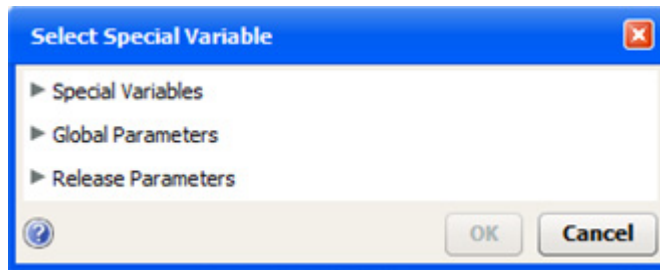 Select Special Variable
Special Variables
Global Parameters
Release Parameters
OK Cancel